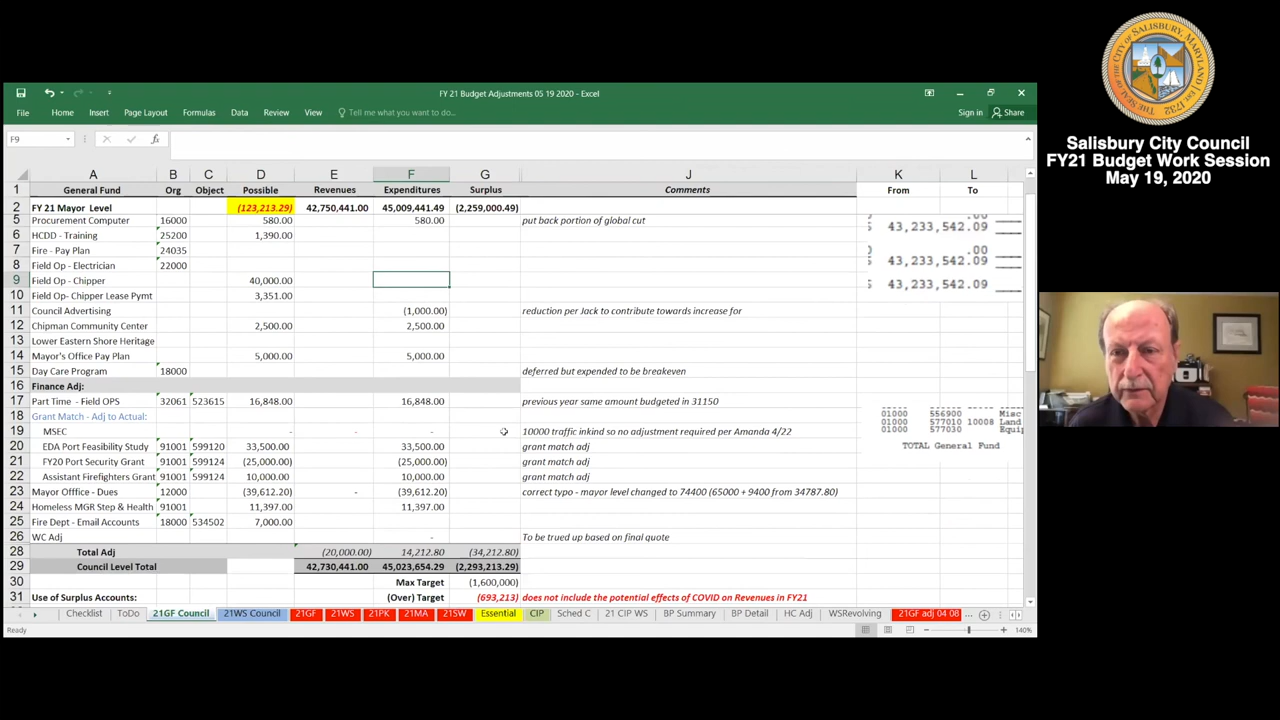 FY 21 Budget Adjustments 05 19 2020 - Excel
File Home Insert Page Layout Formulas Data Review View Tell me what you want to do... Sign in Share
F9 fx
A B C D E F G J K L
1 General Fund Org Object Possible Revenues Expenditures Surplus Comments From To
2 FY 21 Mayor Level (123,213.29) 42,750,441.00 45,009,441.49 (2,259,000.49)
5 Procurement Computer 16000 580.00 580.00 put back portion of global cut
6 HCDD - Training 25200 1,390.00
7 Fire - Pay Plan 24035
8 Field Op - Electrician 22000
9 Field Op - Chipper 40,000.00
10 Field Op- Chipper Lease Pymt 3,351.00
11 Council Advertising (1,000.00) reduction per Jack to contribute towards increase for
12 Chipman Community Center 2,500.00 2,500.00
13 Lower Eastern Shore Heritage
14 Mayor's Office Pay Plan 5,000.00 5,000.00
15 Day Care Program 18000 deferred but expended to be breakeven
16 Finance Adj:
17 Part Time - Field OPS 32061 523615 16,848.00 16,848.00 previous year same amount budgeted in 31150
18 Grant Match - Adj to Actual:
19 MSEC - - - 10000 traffic inkind so no adjustment required per Amanda 4/22
20 EDA Port Feasibility Study 91001 599120 33,500.00 33,500.00 grant match adj
21 FY20 Port Security Grant 91001 599124 (25,000.00) (25,000.00) grant match adj
22 Assistant Firefighters Grant 91001 599124 10,000.00 10,000.00 grant match adj
23 Mayor Offfice - Dues 12000 (39,612.20) - (39,612.20) correct typo - mayor level changed to 74400 (65000 + 9400 from 34787.80)
24 Homeless MGR Step & Health 91001 11,397.00 11,397.00
25 Fire Dept - Email Accounts 18000 534502 7,000.00
26 WC Adj - To be trued up based on final quote
28 Total Adj (20,000.00) 14,212.80 (34,212.80)
29 Council Level Total 42,730,441.00 45,023,654.29 (2,293,213.29)
30 Max Target (1,600,000)
31 Use of Surplus Accounts: (Over) Target (693,213) does not include the potential effects of COVID on Revenues in FY21
.00
43,233,542.09
.00
43,233,542.09
43,233,542.09
01000 556900 Misc
01000 577010 10008 Land
01000 577030 Equip
TOTAL General Fund
Checklist ToDo 21GF Council 21WS Council 21GF 21WS 21PK 21MA 21SW Essential CIP Sched C 21 CIP WS BP Summary BP Detail HC Adj WSRevolving 21GF adj 04 08 ...
Ready 140%
Salisbury City Council
FY21 Budget Work Session
May 19, 2020